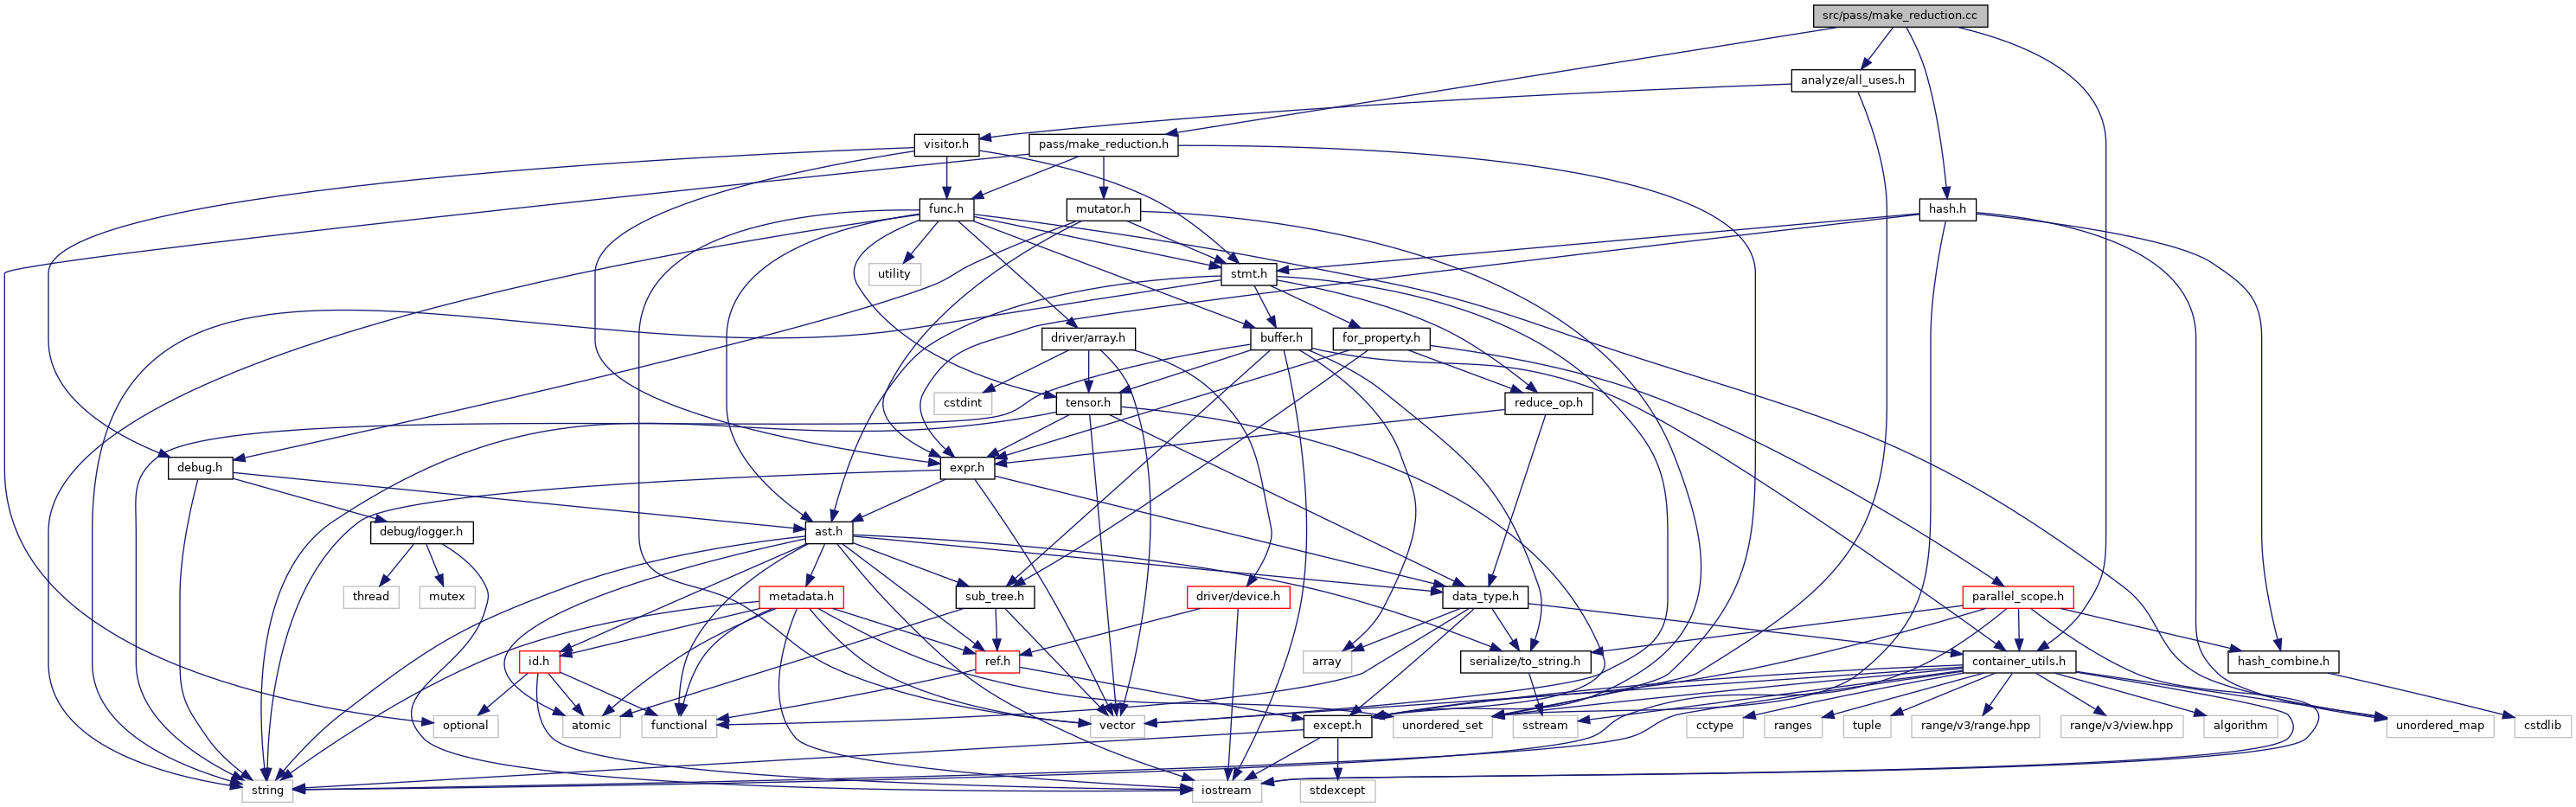 src/pass/make_reduction.cc
analyze/all_uses.h
visitor.h
pass/make_reduction.h
func.h
mutator.h
hash.h
utility
stmt.h
driver/array.h
buffer.h
for_property.h
cstdint
tensor.h
reduce_op.h
debug.h
expr.h
debug/logger.h
ast.h
thread
mutex
metadata.h
sub_tree.h
driver/device.h
data_type.h
parallel_scope.h
id.h
ref.h
array
serialize/to_string.h
container_utils.h
hash_combine.h
optional
atomic
functional
vector
except.h
unordered_set
sstream
cctype
ranges
tuple
range/v3/range.hpp
range/v3/view.hpp
algorithm
unordered_map
cstdlib
string
iostream
stdexcept